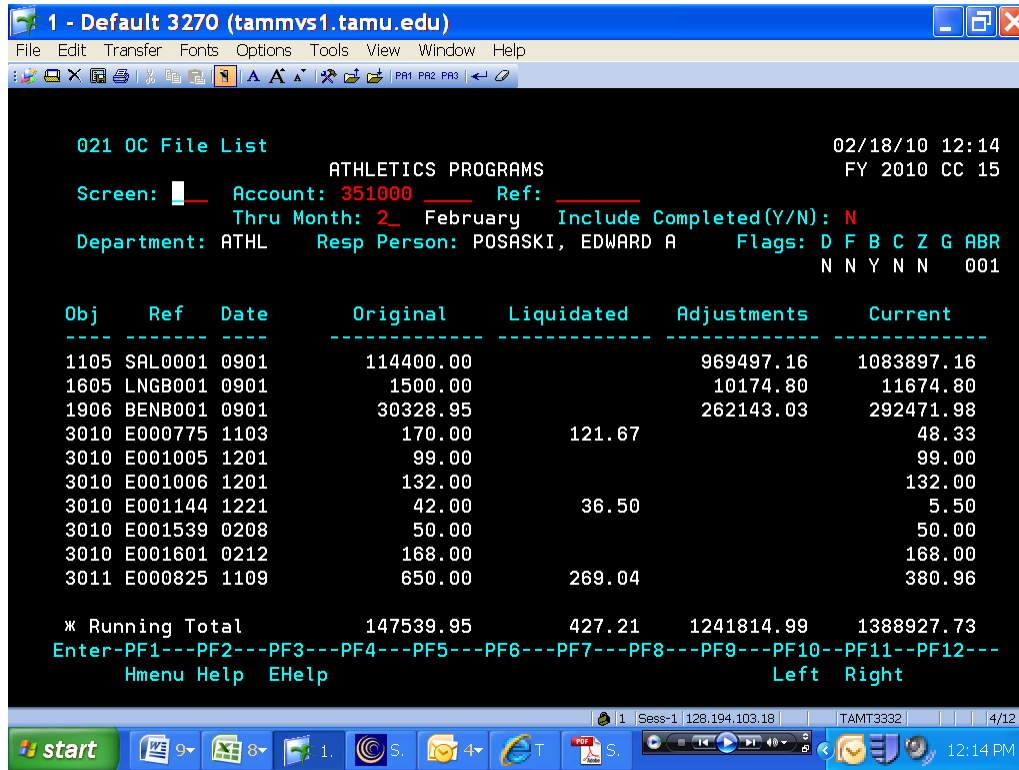 1 - Default 3270 (tammvs1.tamu.edu)
File Edit Transfer Fonts Options Tools View Window Help
A A A PA1 PA2 PA3
021 OC File List 02/18/10 12:14
ATHLETICS PROGRAMS FY 2010 CC 15
Screen: ____ Account: 351000 _____ Ref: _______
Thru Month: 2_ February Include Completed(Y/N): N
Department: ATHL Resp Person: POSASKI, EDWARD A Flags: D F B C Z G ABR
N N Y N N 001
Obj Ref Date Original Liquidated Adjustments Current
---- ------- ---- ------------- ------------- ------------- -------------
1105 SAL0001 0901 114400.00 969497.16 1083897.16
1605 LNGB001 0901 1500.00 10174.80 11674.80
1906 BENB001 0901 30328.95 262143.03 292471.98
3010 E000775 1103 170.00 121.67 48.33
3010 E001005 1201 99.00 99.00
3010 E001006 1201 132.00 132.00
3010 E001144 1221 42.00 36.50 5.50
3010 E001539 0208 50.00 50.00
3010 E001601 0212 168.00 168.00
3011 E000825 1109 650.00 269.04 380.96
* Running Total 147539.95 427.21 1241814.99 1388927.73
Enter-PF1---PF2---PF3---PF4---PF5---PF6---PF7---PF8---PF9---PF10--PF11--PF12---
Hmenu Help EHelp Left Right
1 Sess-1 128.194.103.18 TAMT3332 4/12
start 9 8 1. S. 4 T PDF Adobe S. 12:14 PM